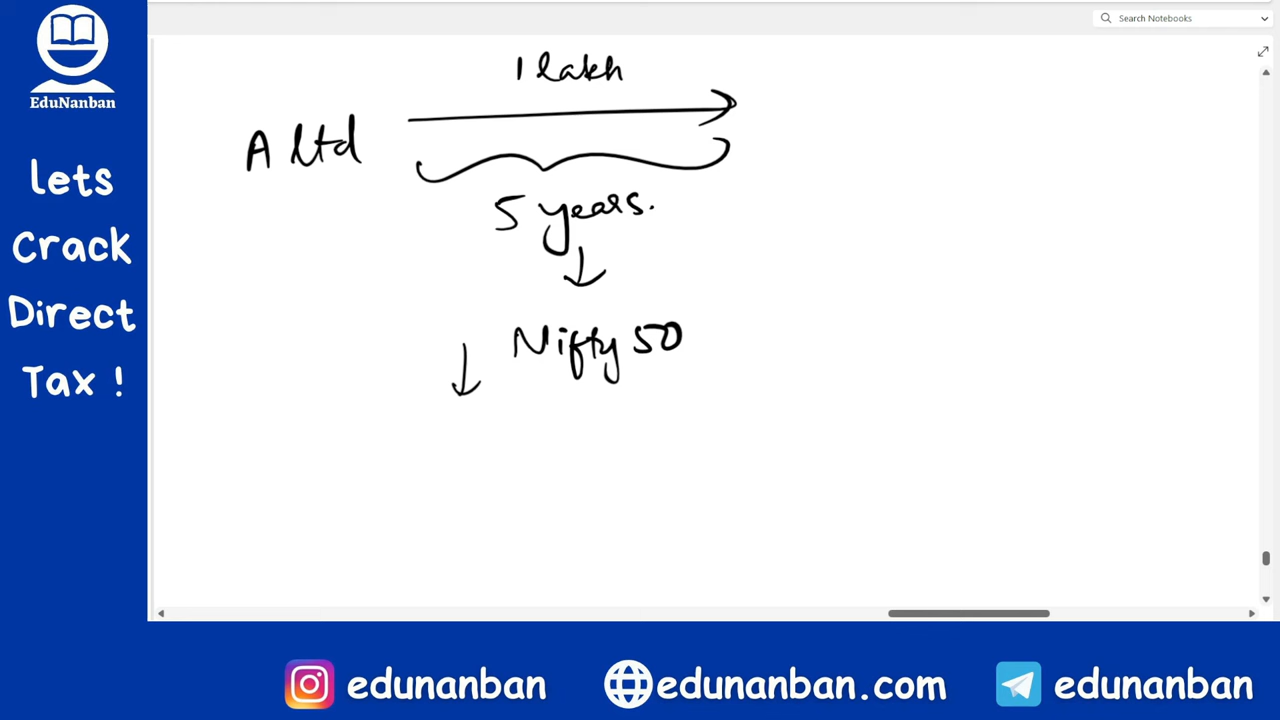 Search Notebooks
EduNanban
Lets
Crack
Direct
Tax !
1 lakh
A ltd
5 years.
Nifty 50
edunanban
edunanban.com
edunanban